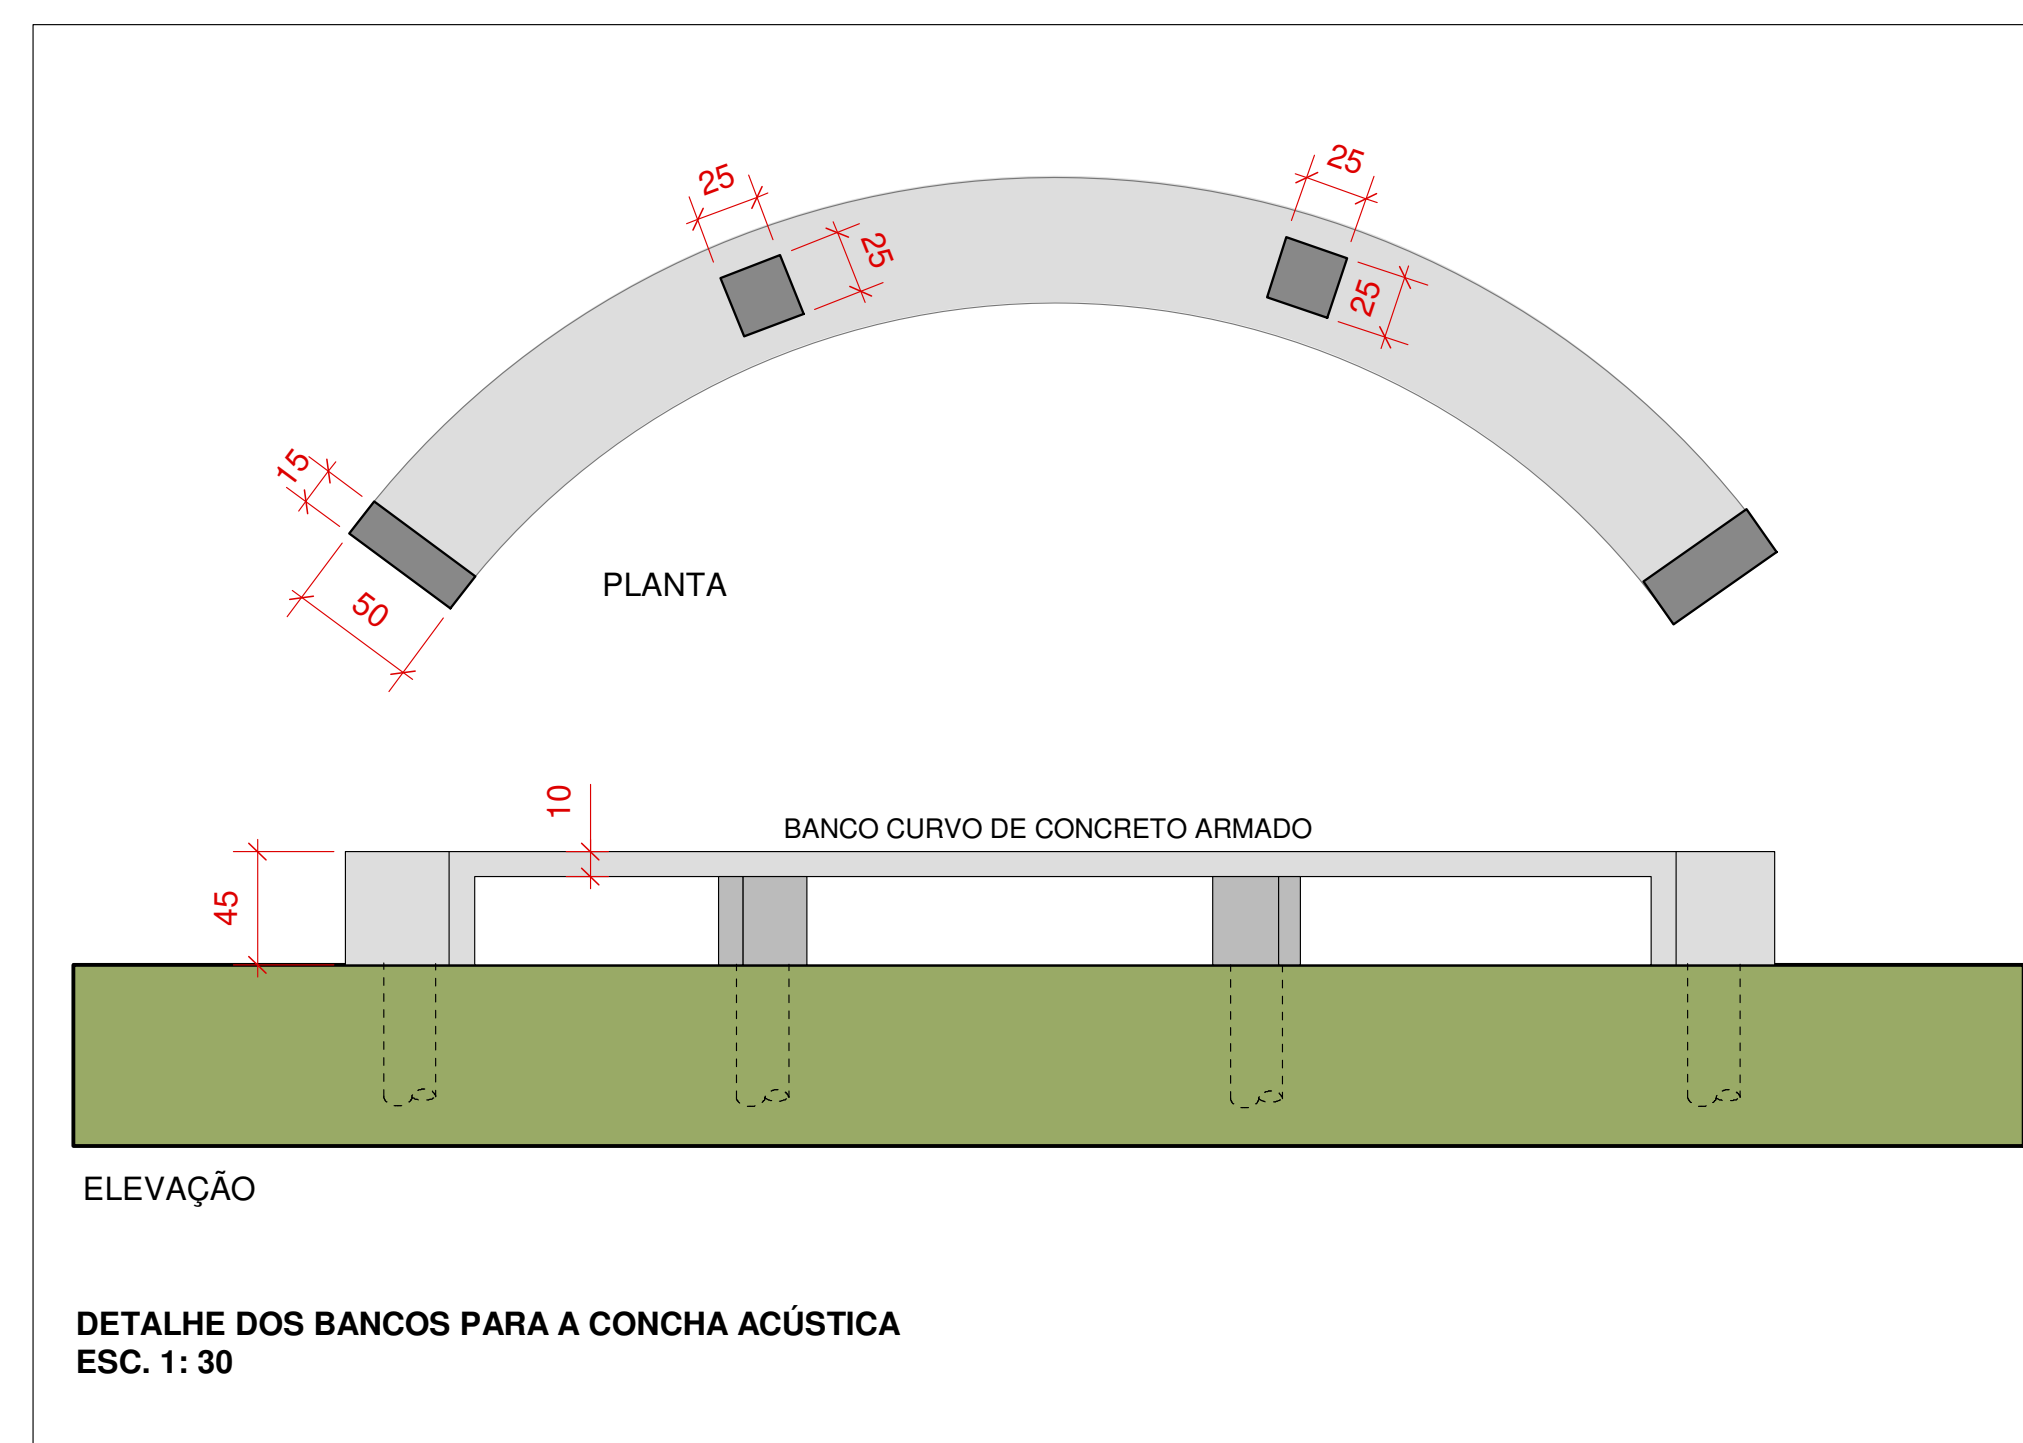 25
25
25
25
15
50
PLANTA
10
BANCO CURVO DE CONCRETO ARMADO
45
ELEVAÇÃO
DETALHE DOS BANCOS PARA A CONCHA ACÚSTICA
ESC. 1: 30